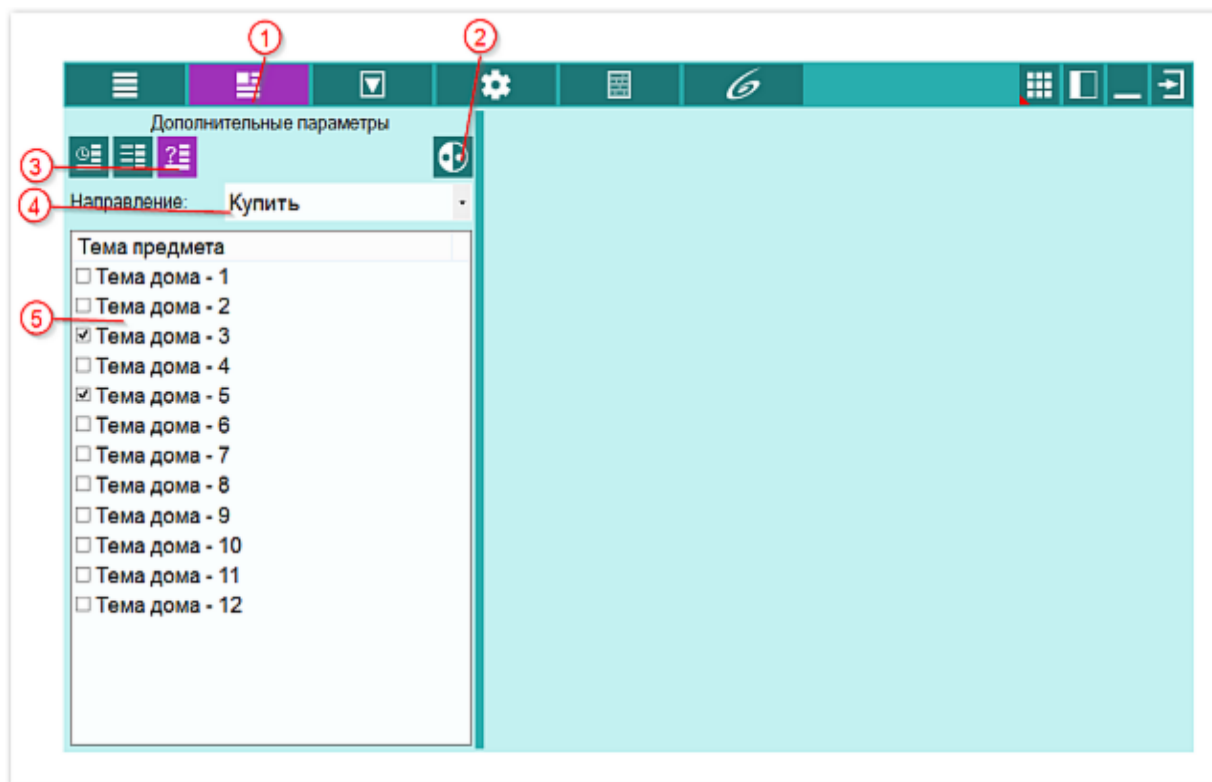 1
2
Дополнительные параметры
3
4
Направление: Купить
Тема предмета
Тема дома - 1
Тема дома - 2
5
Тема дома - 3
Тема дома - 4
Тема дома - 5
Тема дома - 6
Тема дома - 7
Тема дома - 8
Тема дома - 9
Тема дома - 10
Тема дома - 11
Тема дома - 12